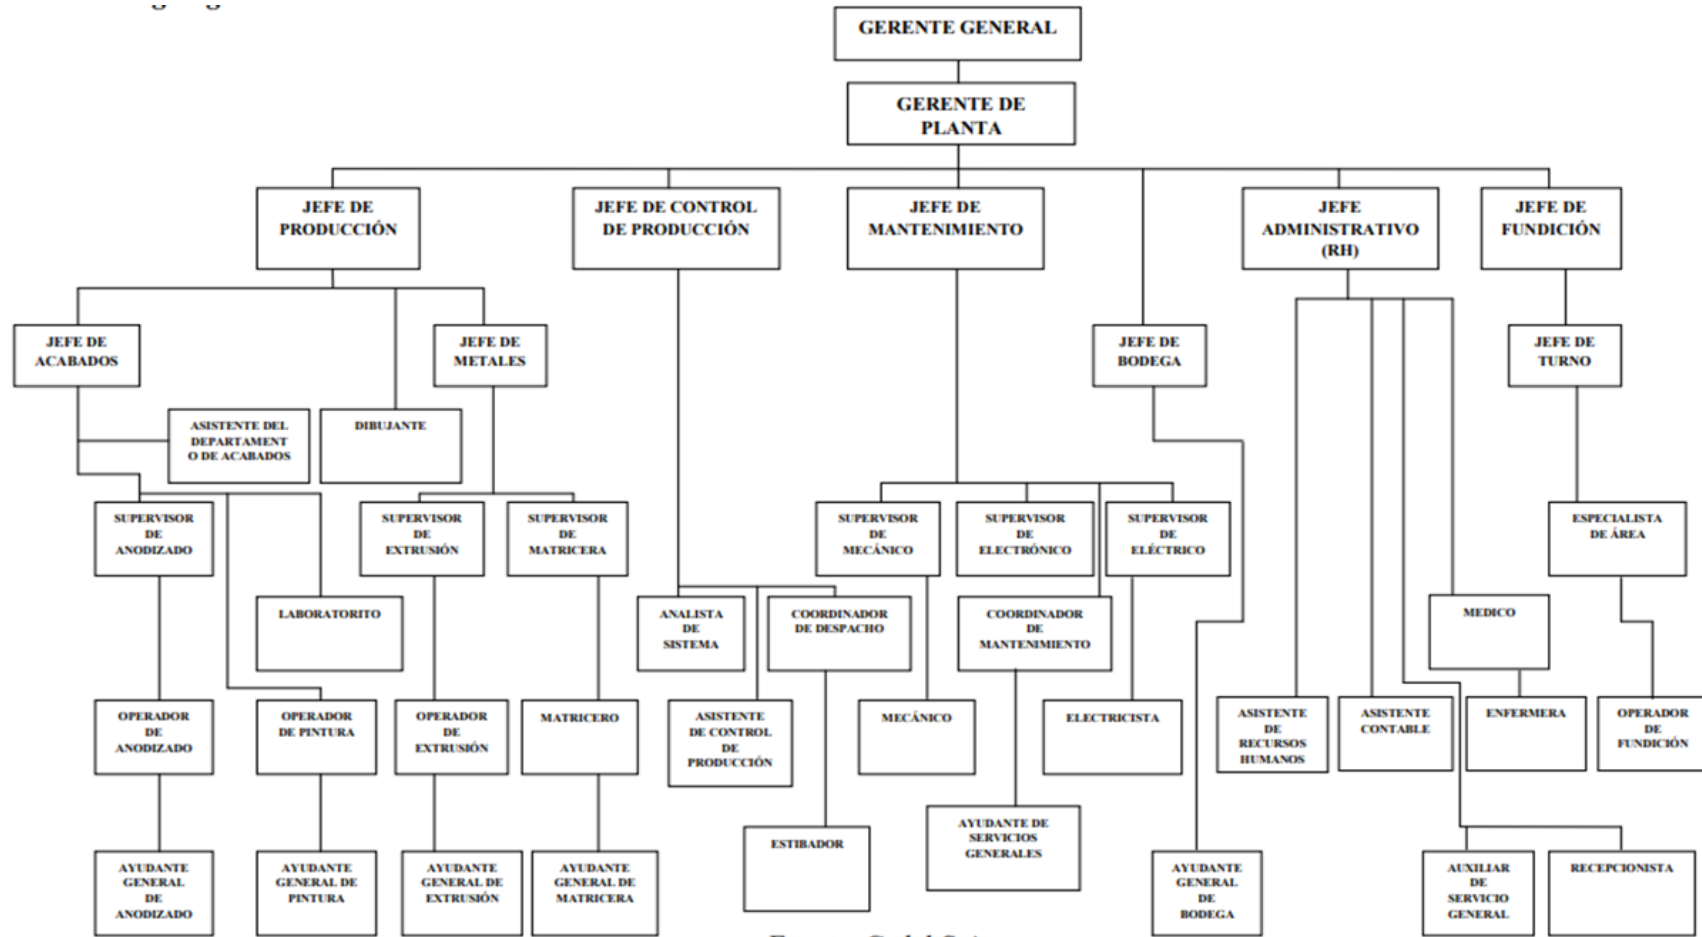 GERENTE GENERAL
GERENTE DE
PLANTA
JEFE DE
PRODUCCIÓN
JEFE DE CONTROL
DE PRODUCCIÓN
JEFE DE
MANTENIMIENTO
JEFE
ADMINISTRATIVO
(RH)
JEFE DE
FUNDICIÓN
JEFE DE
ACABADOS
JEFE DE
METALES
JEFE DE
BODEGA
JEFE DE
TURNO
ASISTENTE DEL
DEPARTAMENT
O DE ACABADOS
DIBUJANTE
SUPERVISOR
DE
ANODIZADO
SUPERVISOR
DE
EXTRUSIÓN
SUPERVISOR
DE
MATRICERA
SUPERVISOR
DE
MECÁNICO
SUPERVISOR
DE
ELECTRÓNICO
SUPERVISOR
DE
ELÉCTRICO
ESPECIALISTA
DE ÁREA
LABORATORITO
ANALISTA
DE
SISTEMA
COORDINADOR
DE DESPACHO
COORDINADOR
DE
MANTENIMIENTO
MEDICO
OPERADOR
DE
ANODIZADO
OPERADOR
DE PINTURA
OPERADOR
DE
EXTRUSIÓN
MATRICERO
ASISTENTE
DE CONTROL
DE
PRODUCCIÓN
MECÁNICO
ELECTRICISTA
ASISTENTE
DE
RECURSOS
HUMANOS
ASISTENTE
CONTABLE
ENFERMERA
OPERADOR
DE
FUNDICIÓN
ESTIBADOR
AYUDANTE DE
SERVICIOS
GENERALES
AYUDANTE
GENERAL
DE
ANODIZADO
AYUDANTE
GENERAL DE
PINTURA
AYUDANTE
GENERAL DE
EXTRUSIÓN
AYUDANTE
GENERAL DE
MATRICERA
AYUDANTE
GENERAL
DE
BODEGA
AUXILIAR
DE
SERVICIO
GENERAL
RECEPCIONISTA